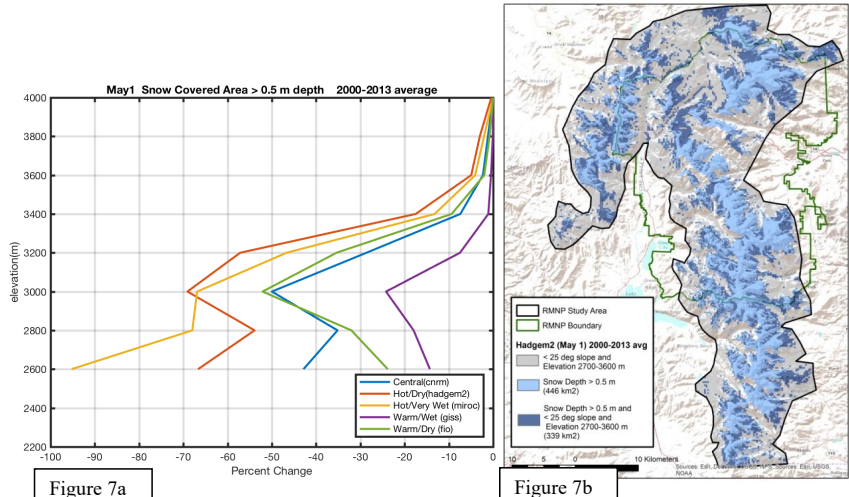 May1 Snow Covered Area > 0.5 m depth 2000-2013 average
4000
3800
3600
3400
3200
3000
2800
2600
2400
2200
elevation(m)
-100 -90 -80 -70 -60 -50 -40 -30 -20 -10 0
Percent Change
Central(cnrm)
Hot/Dry(hadgem2)
Hot/Very Wet (miroc)
Warm/Wet (giss)
Warm/Dry (fio)
Figure 7a
RMNP Study Area
RMNP Boundary
Hadgem2 (May 1) 2000-2013 avg
< 25 deg slope and
Elevation 2700-3600 m
Snow Depth > 0.5 m
(446 km2)
Snow Depth > 0.5 m and
< 25 deg slope and
Elevation 2700-3600 m
(339 km2)
10 5 0 10 Kilometers
Sources: Esri, USGS,
NOAA
Figure 7b